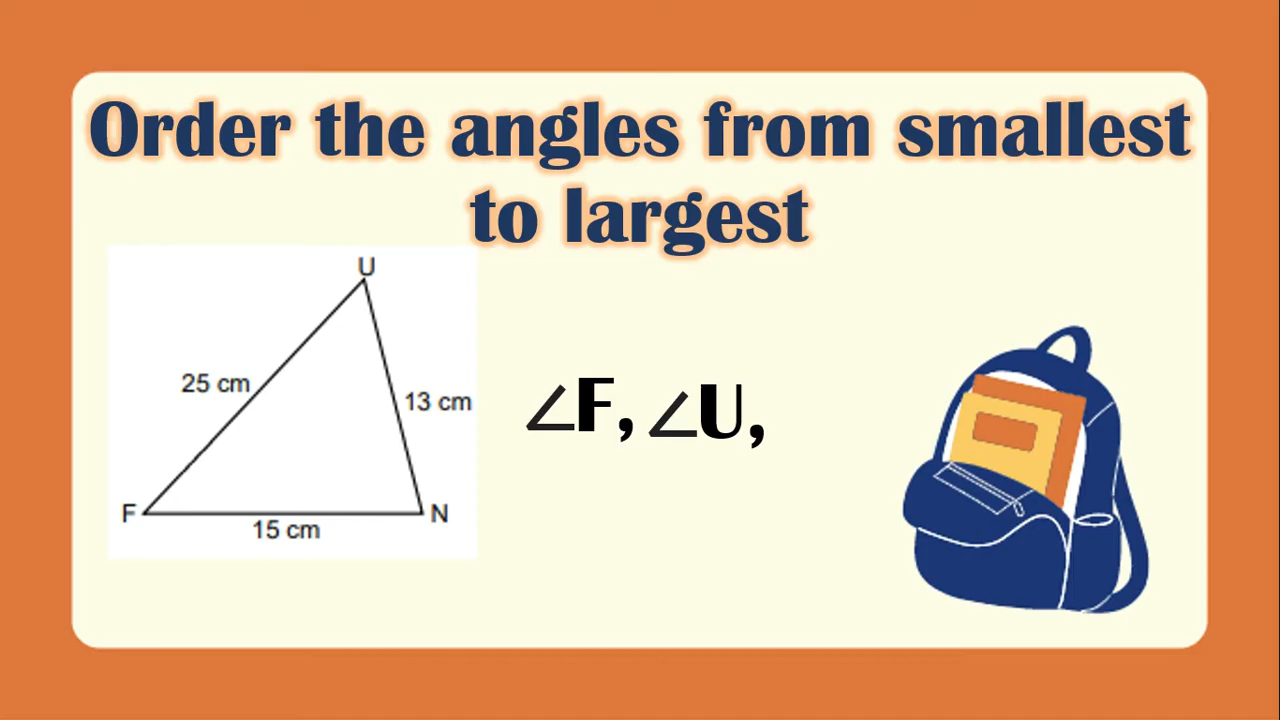 Order the angles from smallest
to largest
U
25 cm
13 cm
∠F, ∠U,
F
N
15 cm